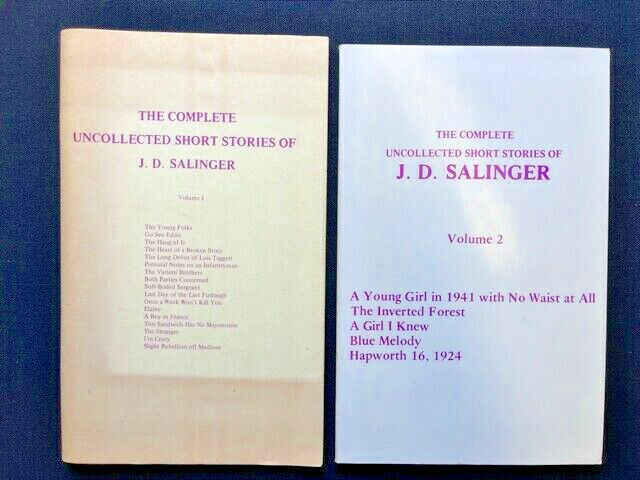 THE COMPLETE
UNCOLLECTED SHORT STORIES OF
J. D. SALINGER
Volume I
The Young Folks
Go See Eddie
The Hang of It
The Heart of a Broken Story
The Long Debut of Lois Taggett
Personal Notes on an Infantryman
The Varioni Brothers
Both Parties Concerned
Soft-Boiled Sergeant
Last Day of the Last Furlough
Once a Week Won't Kill You
Elaine
A Boy in France
This Sandwich Has No Mayonnaise
The Stranger
I'm Crazy
Slight Rebellion off Madison
THE COMPLETE
UNCOLLECTED SHORT STORIES OF
J. D. SALINGER
Volume 2
A Young Girl in 1941 with No Waist at All
The Inverted Forest
A Girl I Knew
Blue Melody
Hapworth 16, 1924